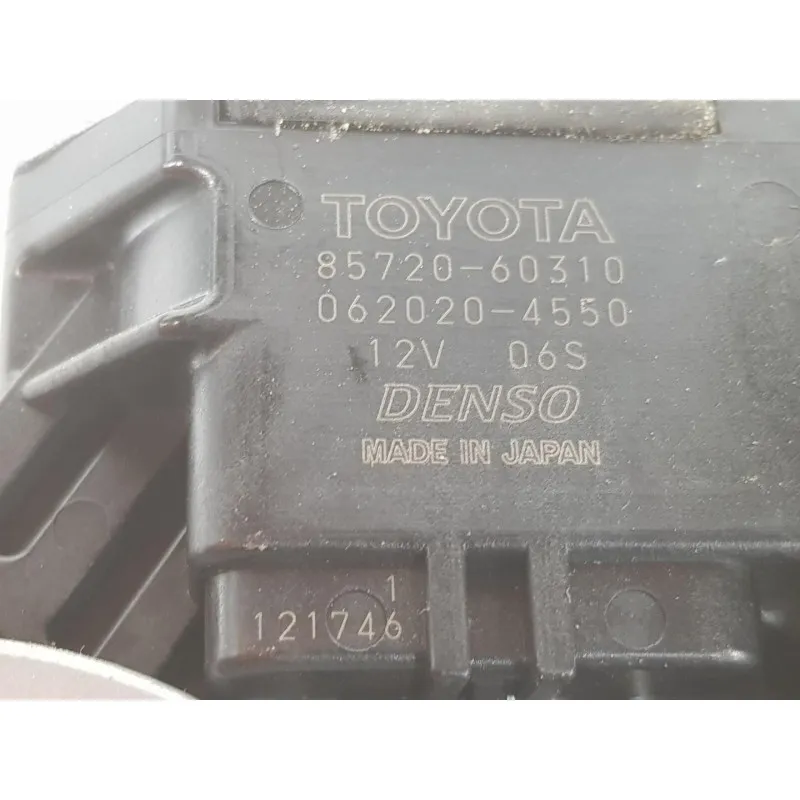 TOYOTA
85720-60310
062020-4550
12V 06S
DENSO
MADE IN JAPAN
1
121746